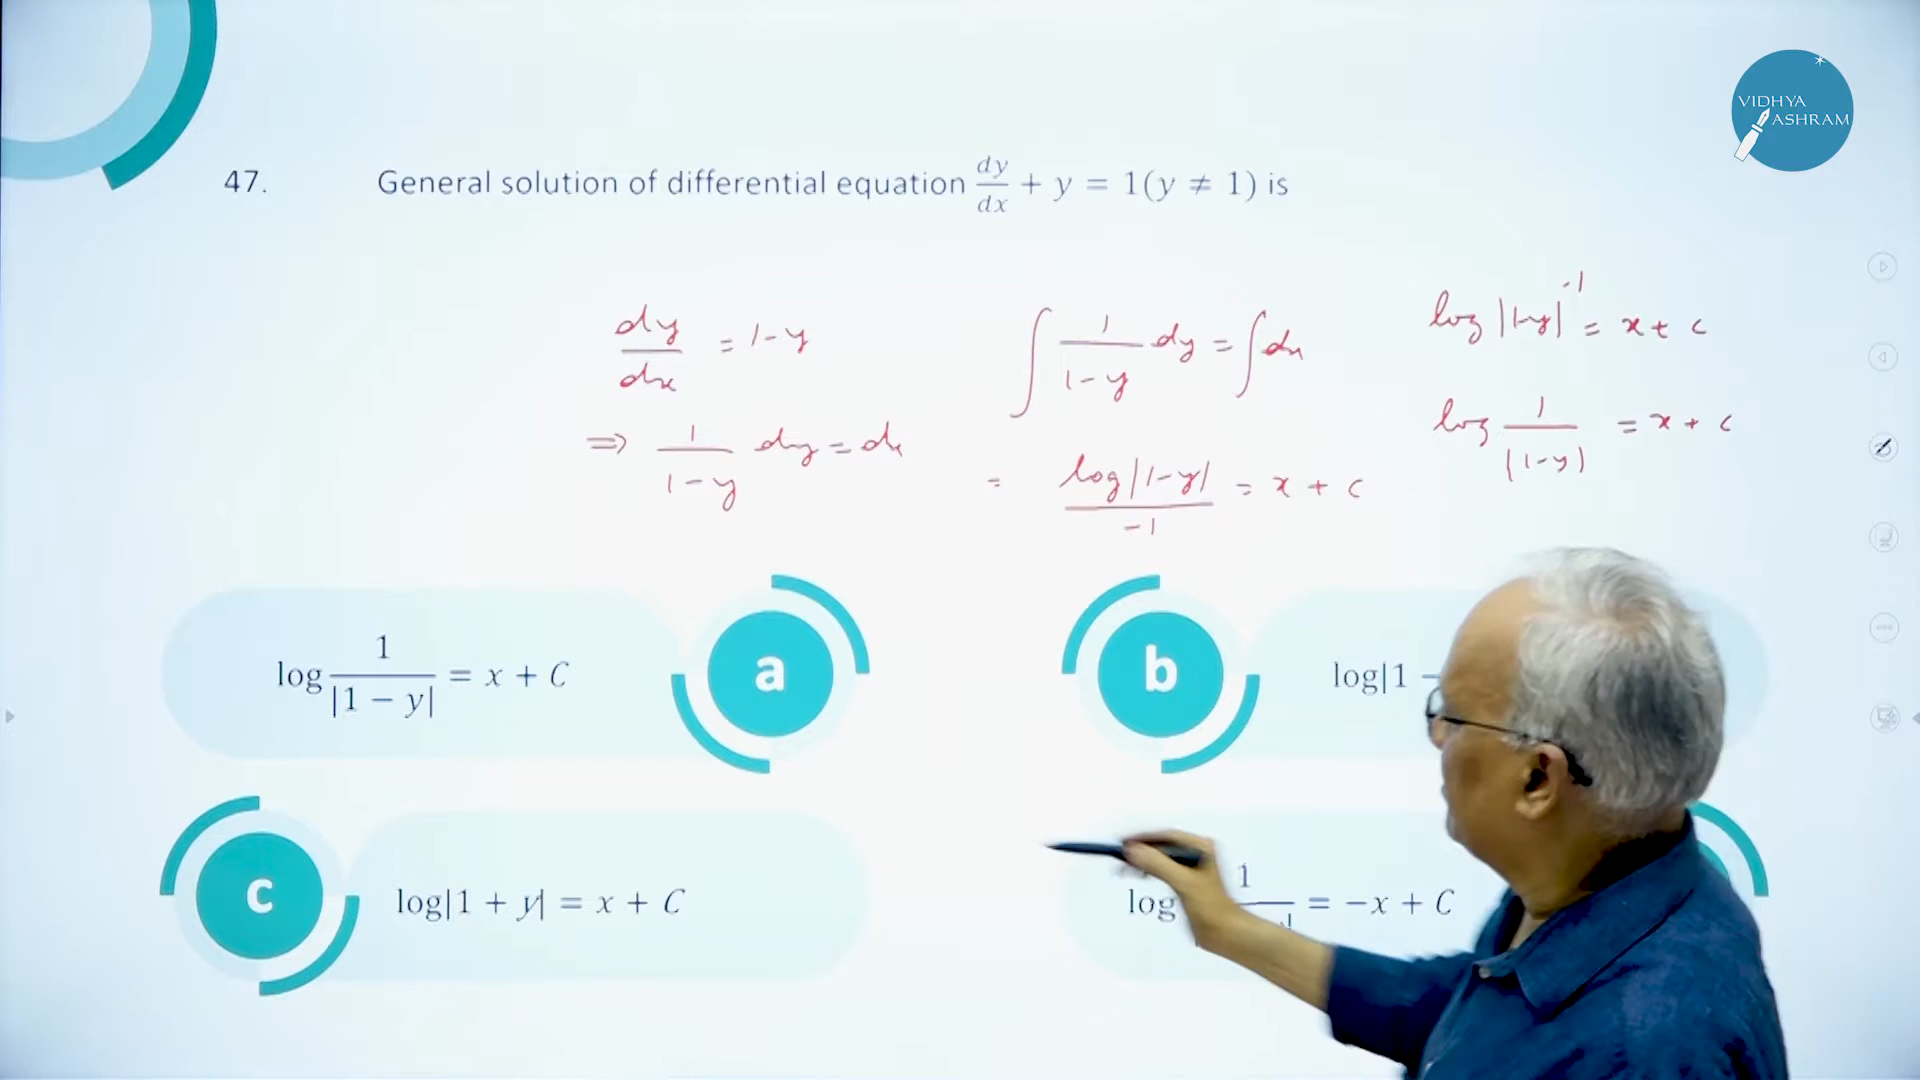 VIDHYA
ASHRAM
47. General solution of differential equation dy/dx + y = 1(y ≠ 1) is
dy/dx = 1-y
⇒ 1/(1-y) dy = dx
∫ 1/(1-y) dy = ∫ dx
= log|1-y|/-1 = x + c
log|1-y|^-1 = x + c
log 1/|1-y| = x + c
log 1/|1 − y| = x + C
a
b
log|1 −
c
log|1 + y| = x + C
log 1/ = −x + C